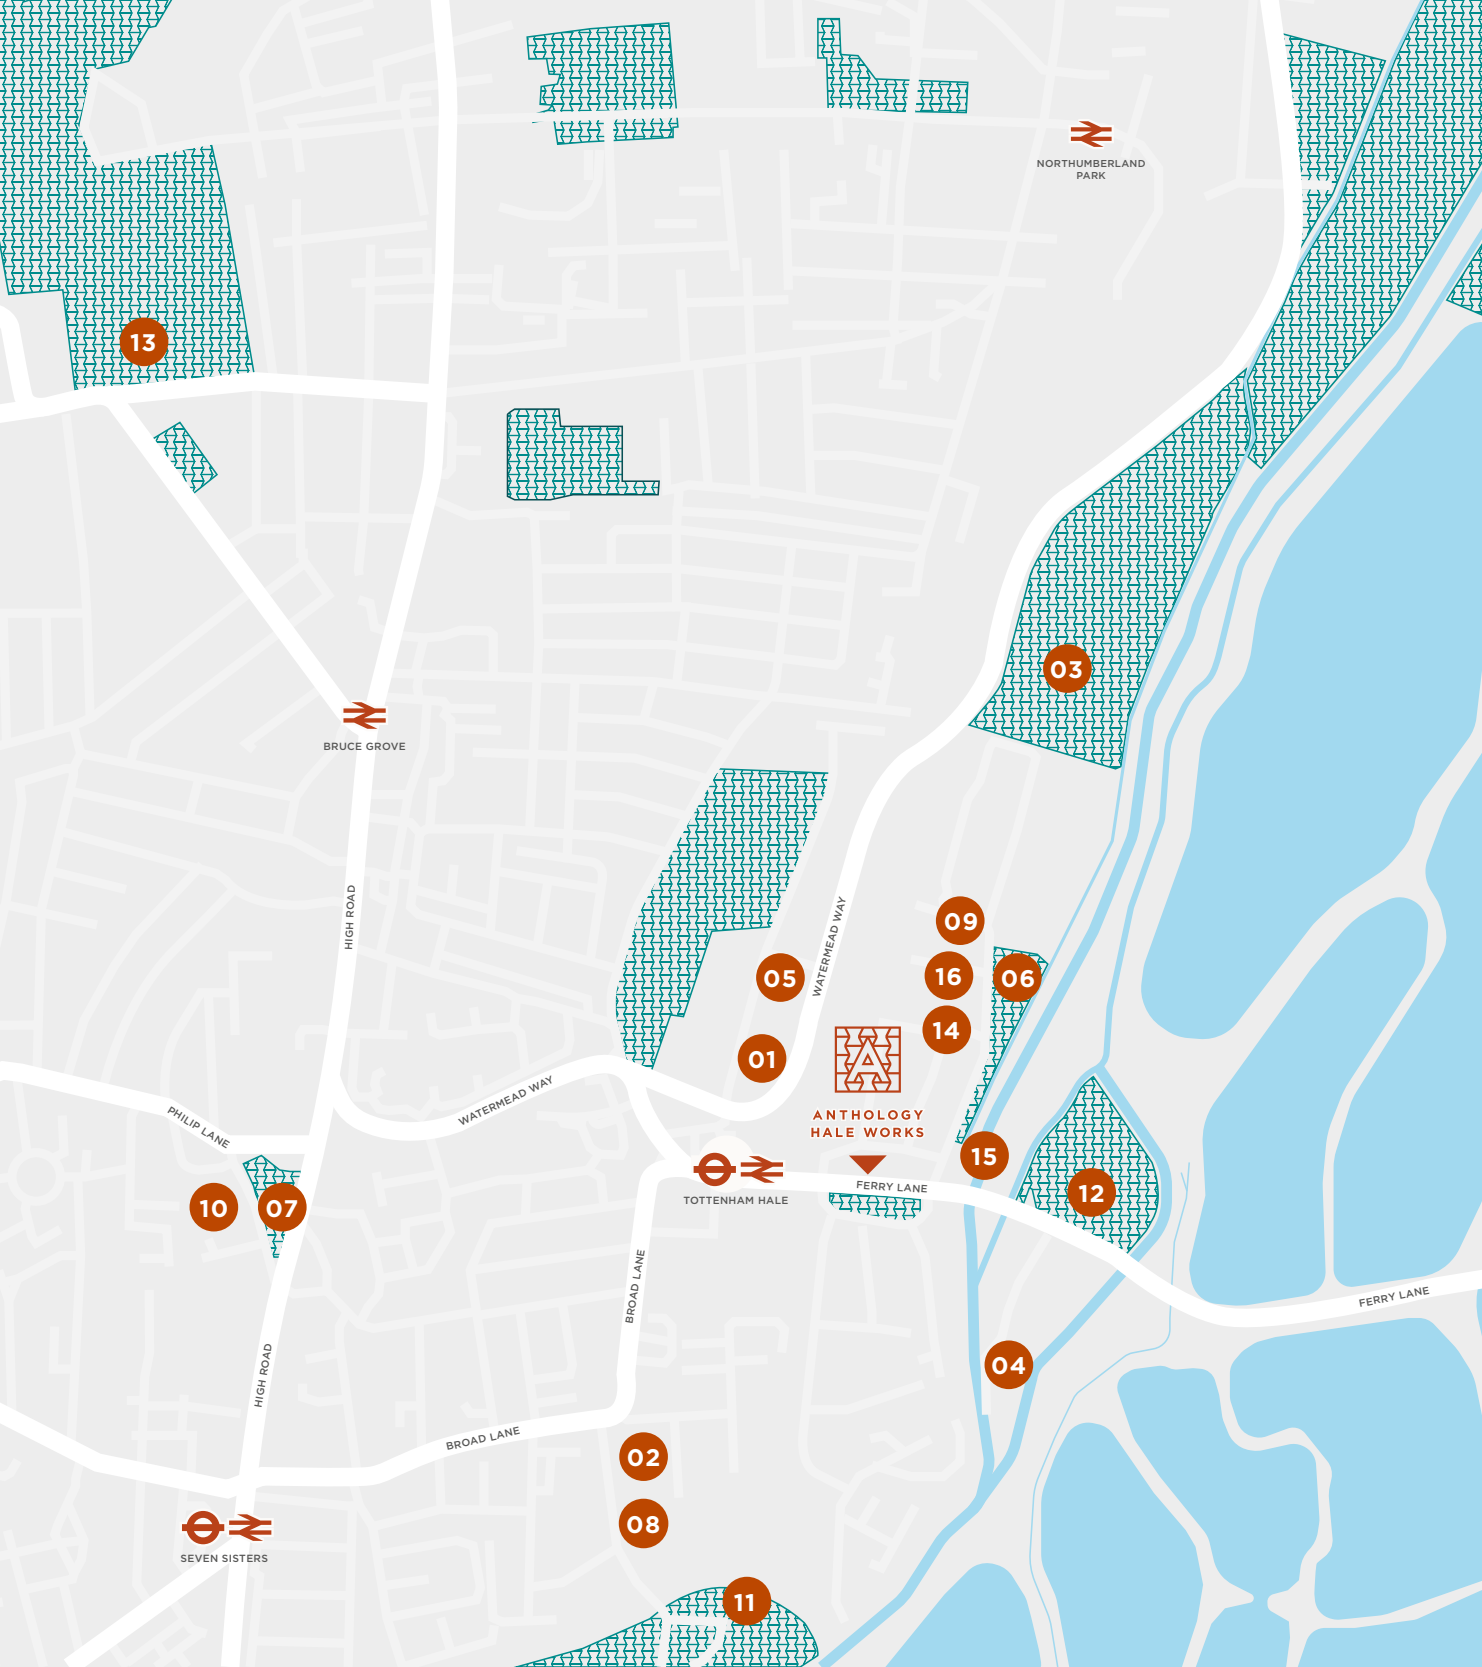 NORTHUMBERLAND
PARK
13
03
BRUCE GROVE
HIGH ROAD
WATERMEAD WAY
09
05
16
06
14
01
WATERMEAD WAY
PHILIP LANE
ANTHOLOGY
HALE WORKS
15
TOTTENHAM HALE
FERRY LANE
12
10
07
BROAD LANE
FERRY LANE
HIGH ROAD
04
BROAD LANE
02
08
SEVEN SISTERS
11